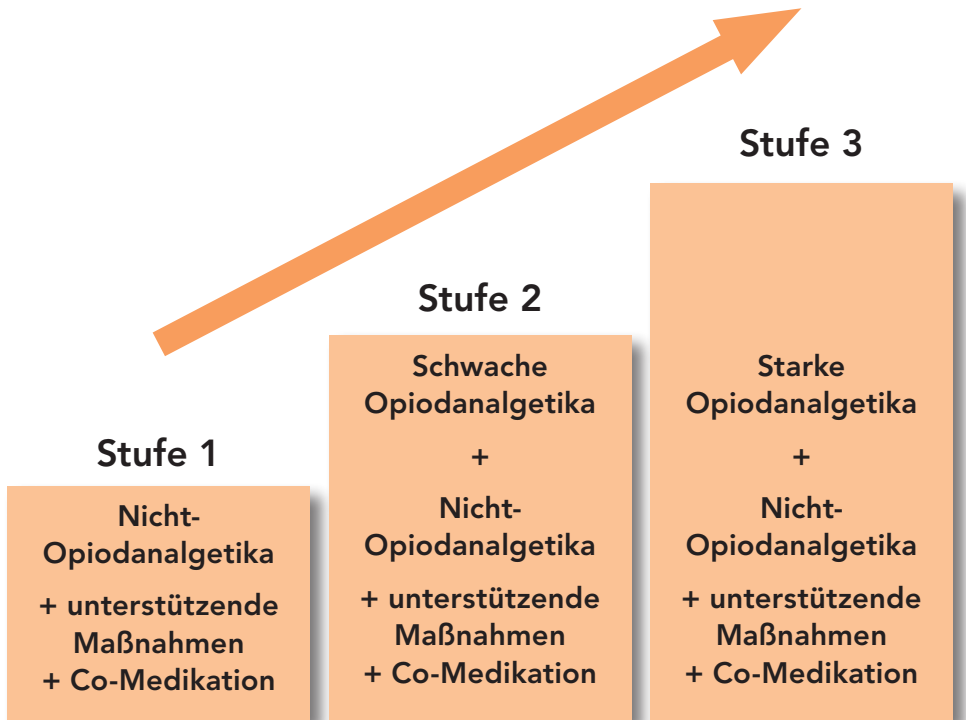 Stufe 1
Nicht-
Opiodanalgetika
+ unterstützende
Maßnahmen
+ Co-Medikation
Stufe 2
Schwache
Opiodanalgetika
+
Nicht-
Opiodanalgetika
+ unterstützende
Maßnahmen
+ Co-Medikation
Stufe 3
Starke
Opiodanalgetika
+
Nicht-
Opiodanalgetika
+ unterstützende
Maßnahmen
+ Co-Medikation